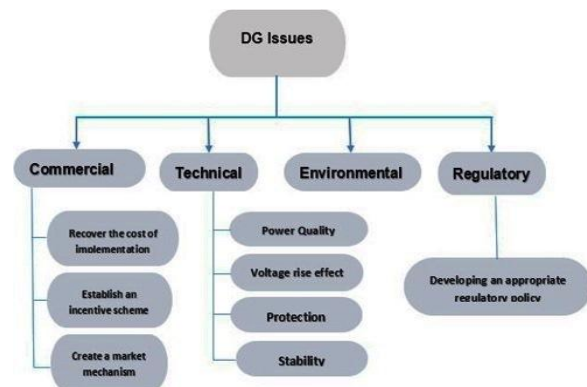 DG Issues
Commercial
Technical
Environmental
Regulatory
Recover the cost of
implementation
Establish an
incentive scheme
Create a market
mechanism
Power Quality
Voltage rise effect
Protection
Stability
Developing an appropriate
regulatory policy